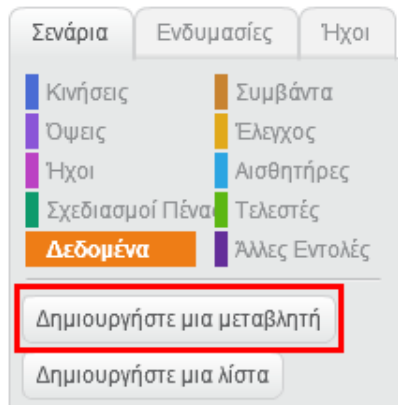 Σενάρια Ενδυμασίες Ήχοι
Κινήσεις Συμβάντα
Όψεις Έλεγχος
Ήχοι Αισθητήρες
Σχεδιασμοί Πένας Τελεστές
Δεδομένα Άλλες Εντολές
Δημιουργήστε μια μεταβλητή
Δημιουργήστε μια λίστα